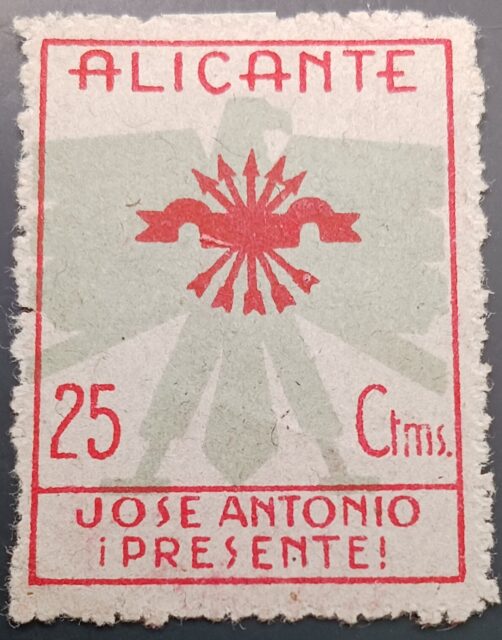 ALICANTE
25 Ctms.
JOSE ANTONIO
¡PRESENTE!